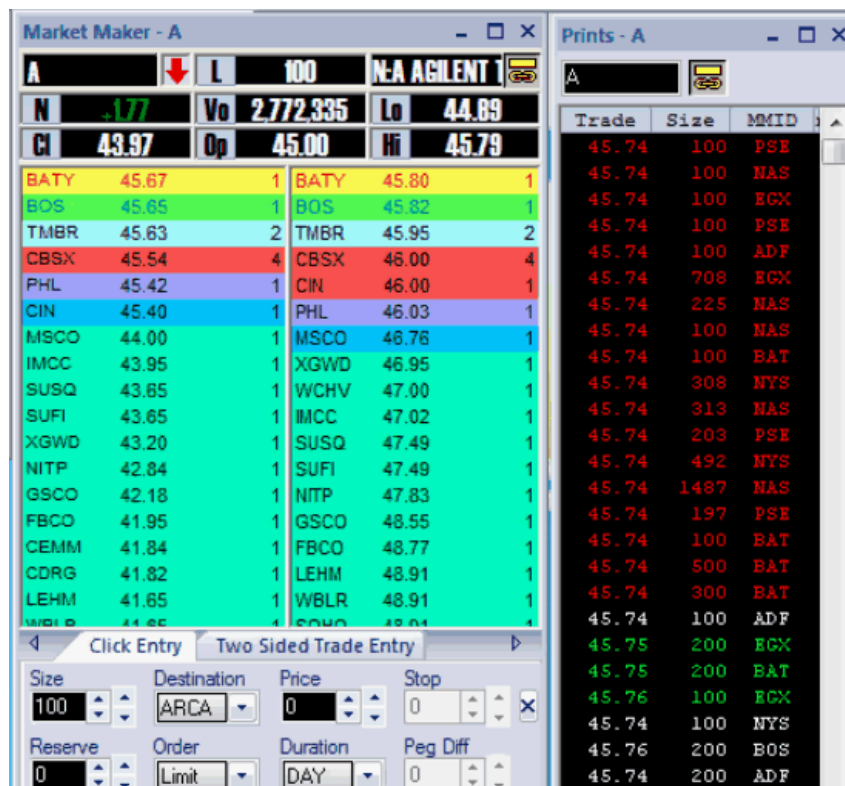 Market Maker - A
A L 100 N:A AGILENT T
N +1.77 Vo 2,772,335 Lo 44.89
Cl 43.97 Op 45.00 Hi 45.79
BATY 45.67 1 BATY 45.80 1
BOS 45.65 1 BOS 45.82 1
TMBR 45.63 2 TMBR 45.95 2
CBSX 45.54 4 CBSX 46.00 4
PHL 45.42 1 CIN 46.00 1
CIN 45.40 1 PHL 46.03 1
MSCO 44.00 1 MSCO 46.76 1
IMCC 43.95 1 XGWD 46.95 1
SUSQ 43.65 1 WCHV 47.00 1
SUFI 43.65 1 IMCC 47.02 1
XGWD 43.20 1 SUSQ 47.49 1
NITP 42.84 1 SUFI 47.49 1
GSCO 42.18 1 NITP 47.83 1
FBCO 41.95 1 GSCO 48.55 1
CEMM 41.84 1 FBCO 48.77 1
CDRG 41.82 1 LEHM 48.91 1
LEHM 41.65 1 WBLR 48.91 1
Click Entry Two Sided Trade Entry
Size Destination Price Stop
100 ARCA 0 0
Reserve Order Duration Peg Diff
0 Limit DAY 0
Prints - A
A
Trade Size MMID
45.74 100 PSE
45.74 100 NAS
45.74 100 EGX
45.74 100 PSE
45.74 100 ADF
45.74 708 EGX
45.74 225 NAS
45.74 100 NAS
45.74 100 BAT
45.74 308 NYS
45.74 313 NAS
45.74 203 PSE
45.74 492 NYS
45.74 1487 NAS
45.74 197 PSE
45.74 100 BAT
45.74 500 BAT
45.74 300 BAT
45.74 100 ADF
45.75 200 EGX
45.75 200 BAT
45.76 100 EGX
45.74 100 NYS
45.76 200 BOS
45.74 200 ADF